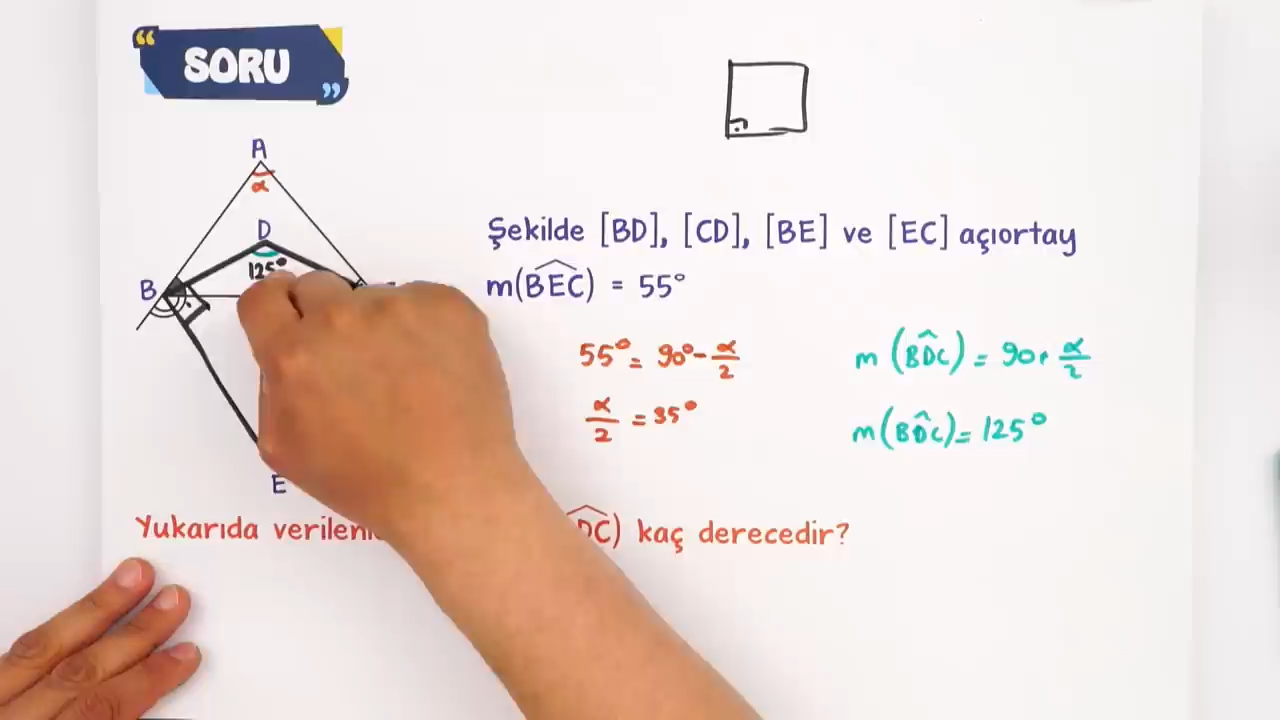 “ SORU ”
A
α
D
125°
B
Şekilde [BD], [CD], [BE] ve [EC] açıortay
m(BEC) = 55°
55° = 90° - α/2
α/2 = 35°
m(BDC) = 90 + α/2
m(BDC) = 125°
E
Yukarıda DC) kaç derecedir?